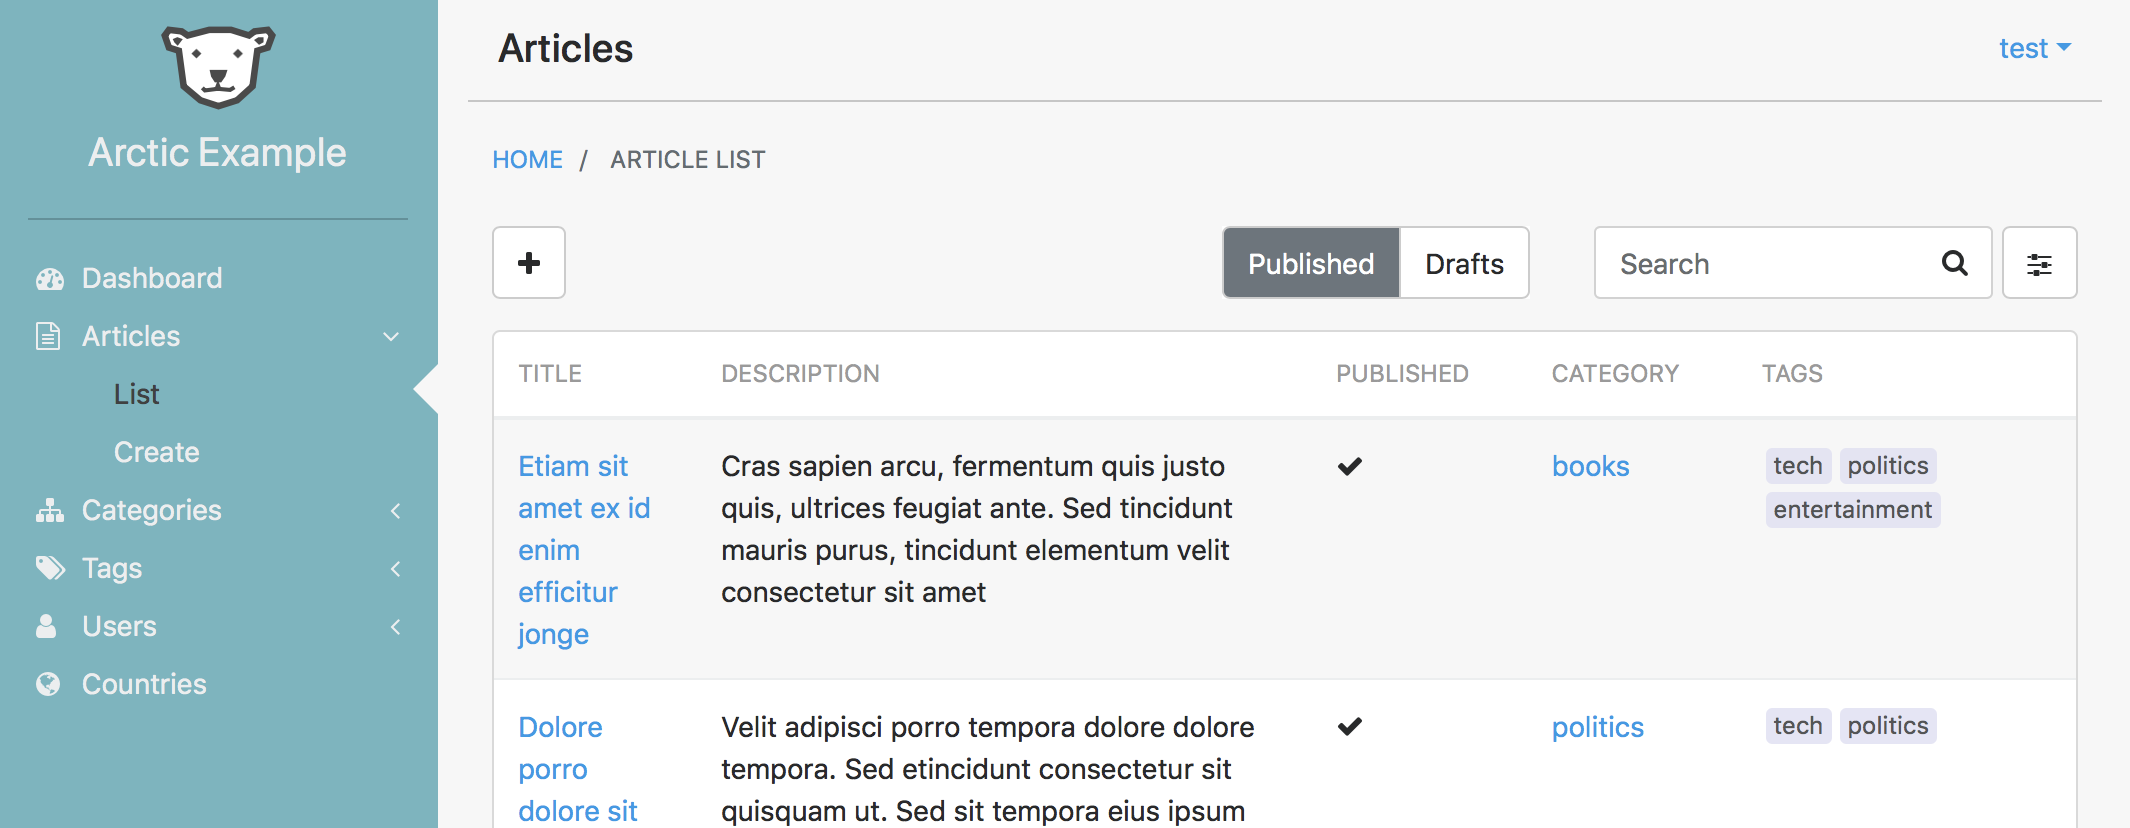 Arctic Example
Dashboard
Articles
List
Create
Categories
Tags
Users
Countries
Articles
test
HOME / ARTICLE LIST
Published Drafts Search
TITLE DESCRIPTION PUBLISHED CATEGORY TAGS
Etiam sit
amet ex id
enim
efficitur
jonge
Cras sapien arcu, fermentum quis justo
quis, ultrices feugiat ante. Sed tincidunt
mauris purus, tincidunt elementum velit
consectetur sit amet
books
tech politics
entertainment
Dolore
porro
dolore sit
Velit adipisci porro tempora dolore dolore
tempora. Sed etincidunt consectetur sit
quisquam ut. Sed sit tempora eius ipsum
politics
tech politics